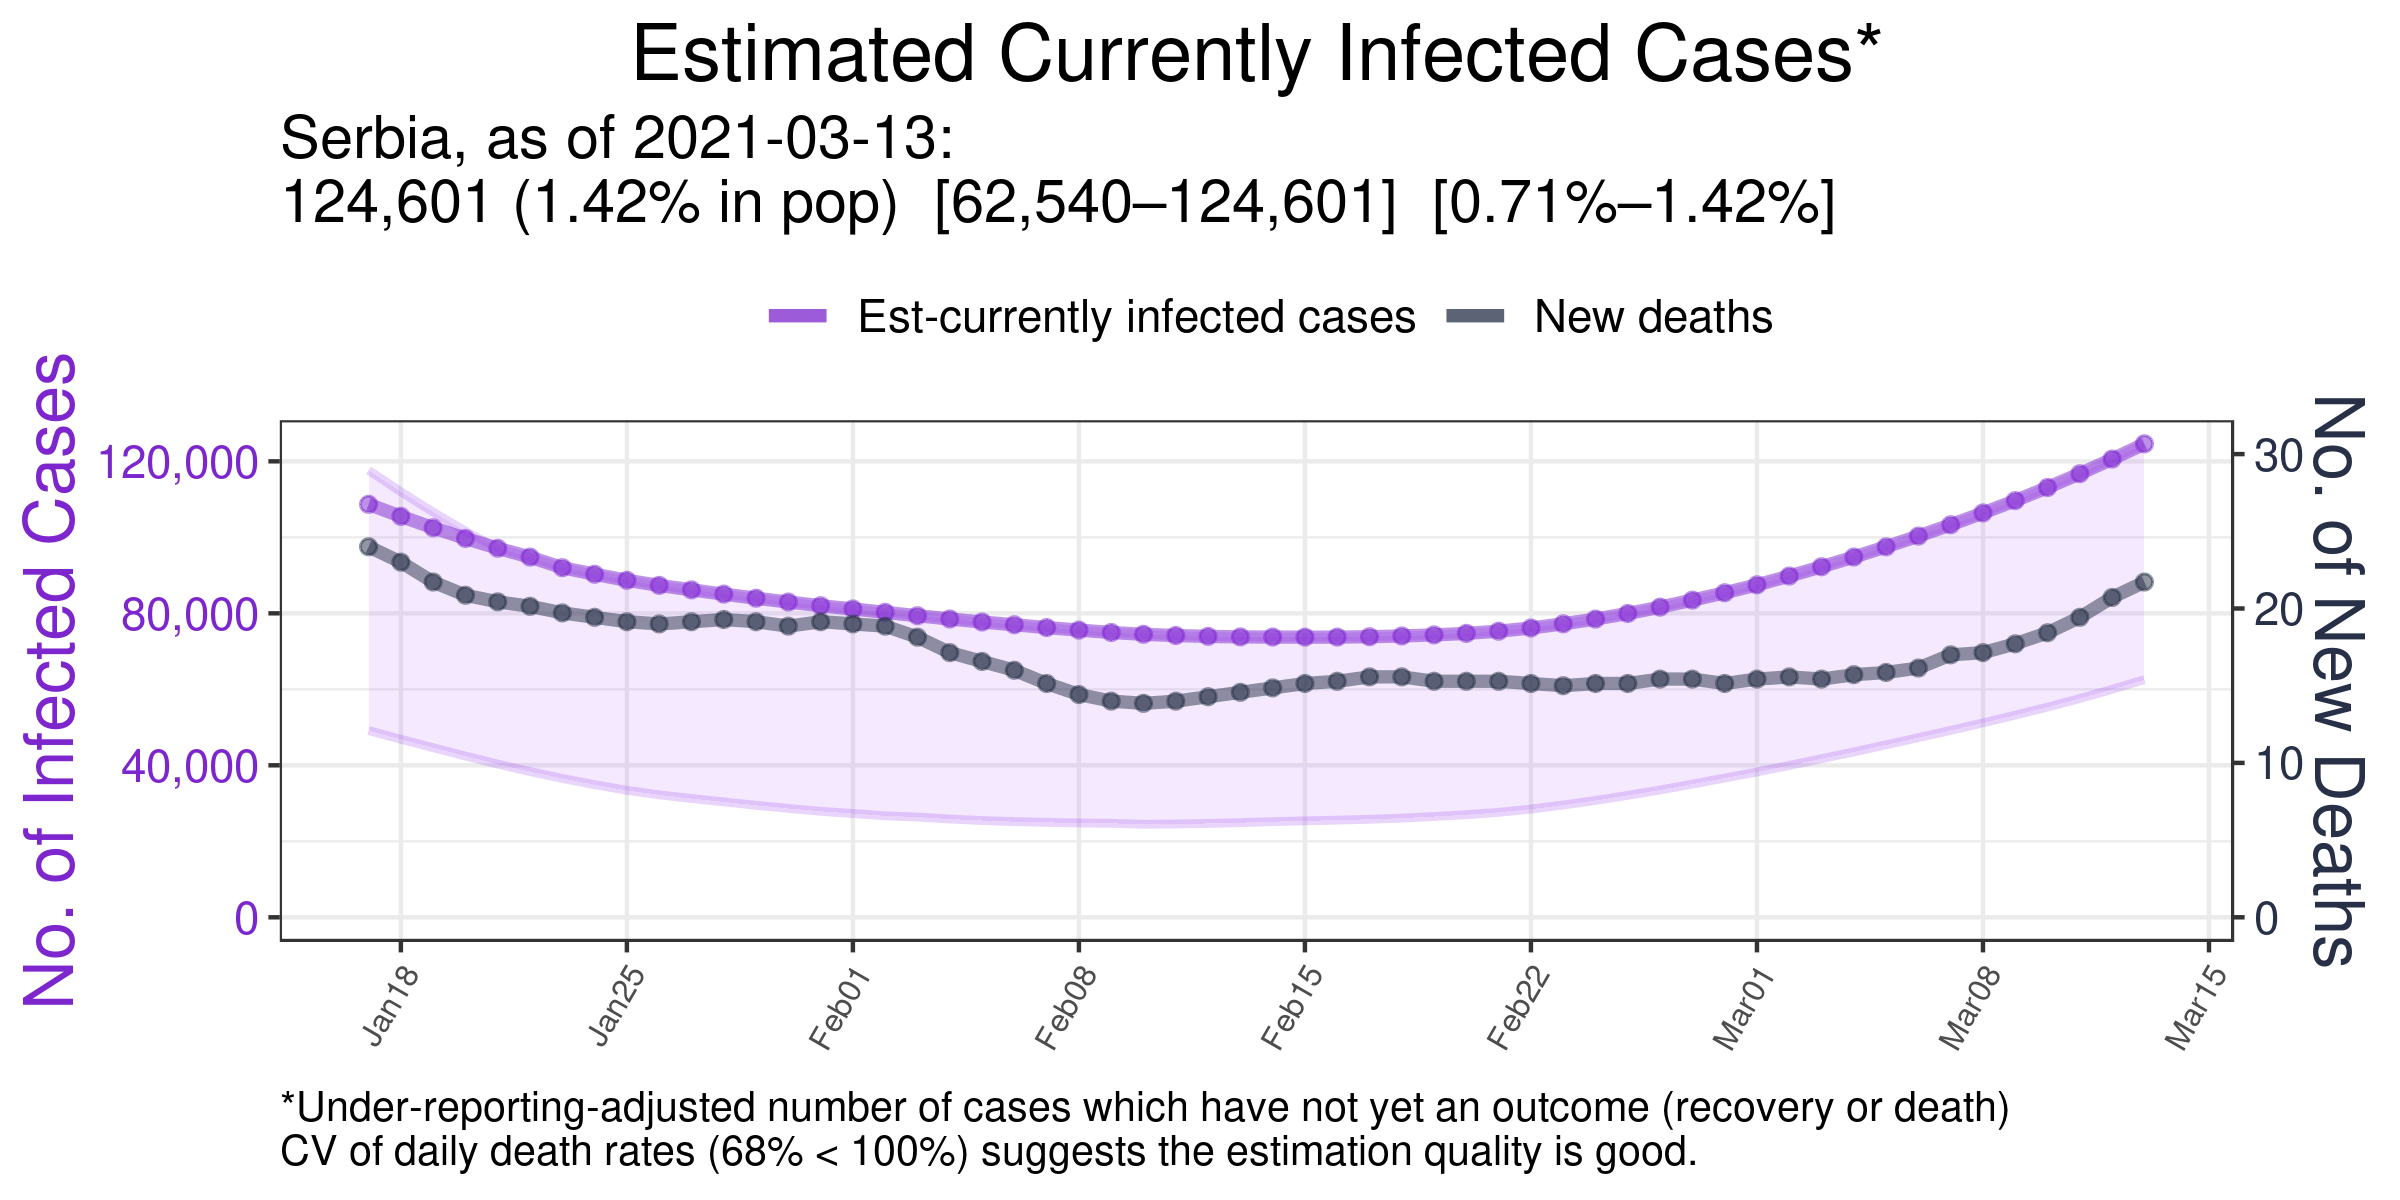 Estimated Currently Infected Cases*
Serbia, as of 2021-03-13:
124,601 (1.42% in pop)  [62,540–124,601]  [0.71%–1.42%]
Est-currently infected cases
New deaths
No. of Infected Cases
120,000
80,000
40,000
0
30
20
10
0
No. of New Deaths
Jan18
Jan25
Feb01
Feb08
Feb15
Feb22
Mar01
Mar08
Mar15
*Under-reporting-adjusted number of cases which have not yet an outcome (recovery or death)
CV of daily death rates (68% < 100%) suggests the estimation quality is good.